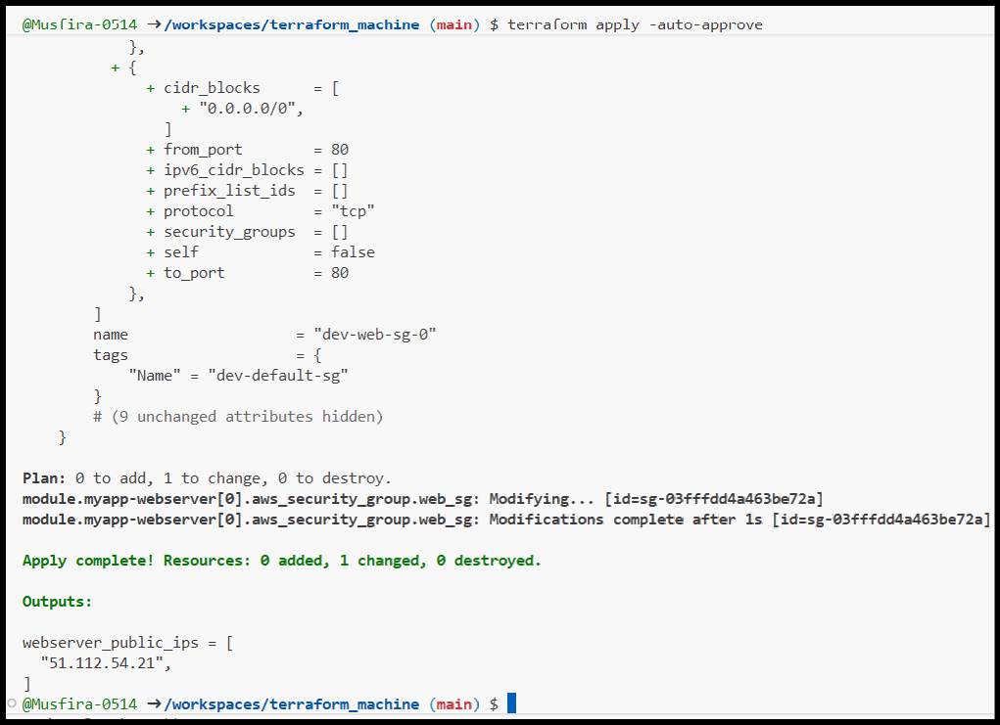 @Musfira-0514 ➜/workspaces/terraform_machine (main) $ terraform apply -auto-approve
},
+ {
+ cidr_blocks      = [
+ "0.0.0.0/0",
]
+ from_port        = 80
+ ipv6_cidr_blocks = []
+ prefix_list_ids  = []
+ protocol         = "tcp"
+ security_groups  = []
+ self             = false
+ to_port          = 80
},
]
name                   = "dev-web-sg-0"
tags                   = {
"Name" = "dev-default-sg"
}
# (9 unchanged attributes hidden)
}
Plan: 0 to add, 1 to change, 0 to destroy.
module.myapp-webserver[0].aws_security_group.web_sg: Modifying... [id=sg-03fffdd4a463be72a]
module.myapp-webserver[0].aws_security_group.web_sg: Modifications complete after 1s [id=sg-03fffdd4a463be72a]
Apply complete! Resources: 0 added, 1 changed, 0 destroyed.
Outputs:
webserver_public_ips = [
"51.112.54.21",
]
@Musfira-0514 ➜/workspaces/terraform_machine (main) $